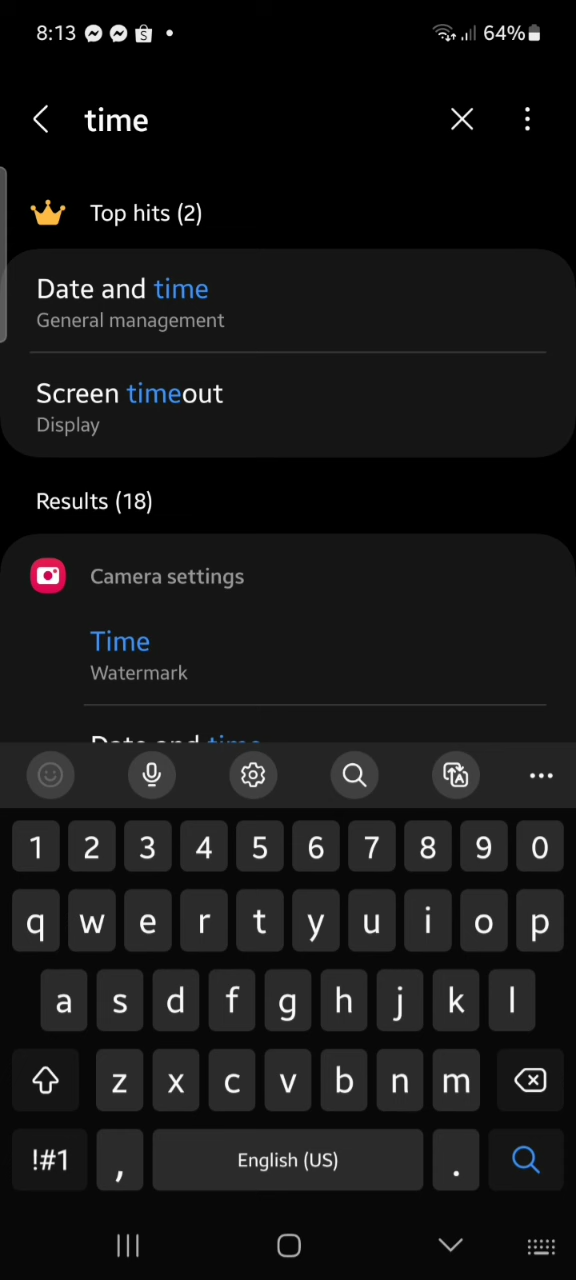 8:13 64%
time
Top hits (2)
Date and time
General management
Screen timeout
Display
Results (18)
Camera settings
Time
Watermark
Date and time
1 2 3 4 5 6 7 8 9 0
q w e r t y u i o p
a s d f g h j k l
z x c v b n m
!#1 , English (US) .